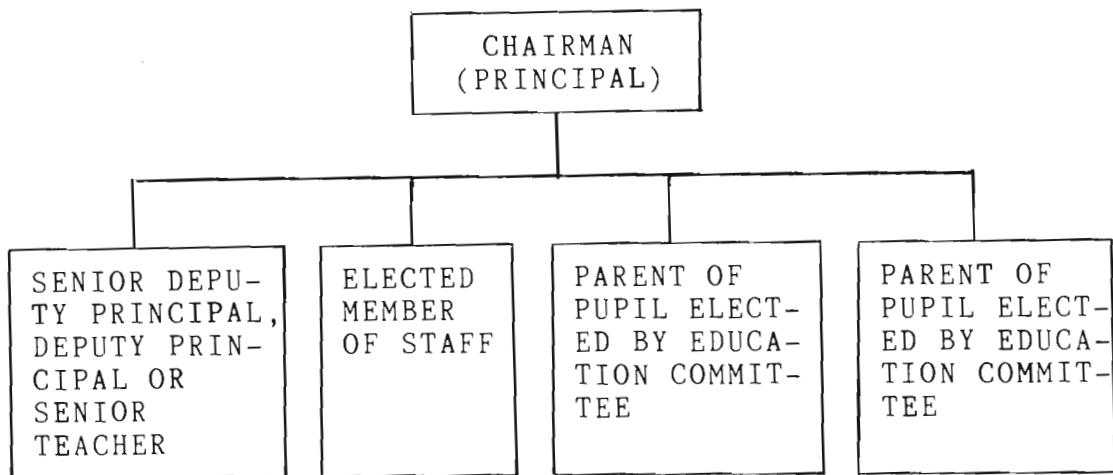 CHAIRMAN
(PRINCIPAL)
SENIOR DEPU-
TY PRINCIPAL,
DEPUTY PRIN-
CIPAL OR
SENIOR
TEACHER
ELECTED
MEMBER
OF STAFF
PARENT OF
PUPIL ELECT-
ED BY EDUCA-
TION COMMIT-
TEE
PARENT OF
PUPIL ELECT-
ED BY EDUCA-
TION COMMIT-
TEE